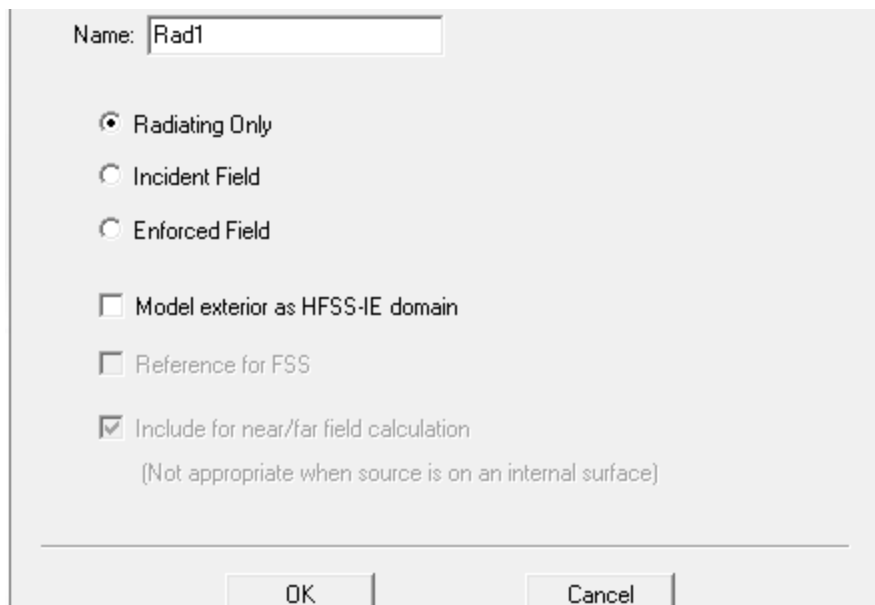 Name: Rad1
Radiating Only
Incident Field
Enforced Field
Model exterior as HFSS-IE domain
Reference for FSS
Include for near/far field calculation
(Not appropriate when source is on an internal surface)
OK Cancel